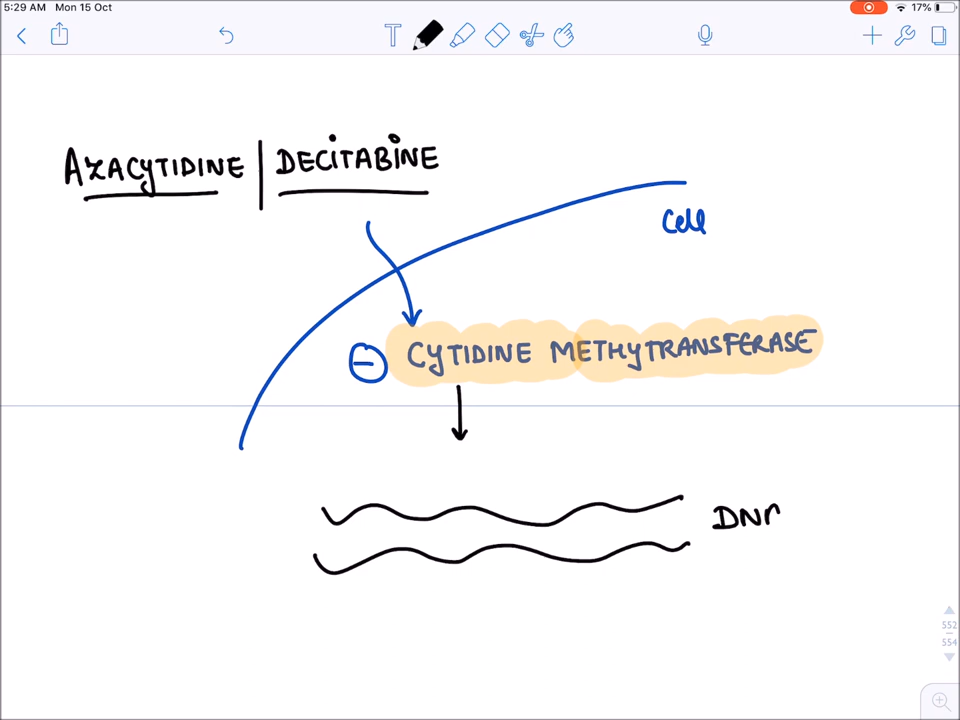 5:29 AM Mon 15 Oct 17%
T
AZACYTIDINE | DECITABINE
Cell
CYTIDINE METHYTRANSFERASE
DNA
552
554